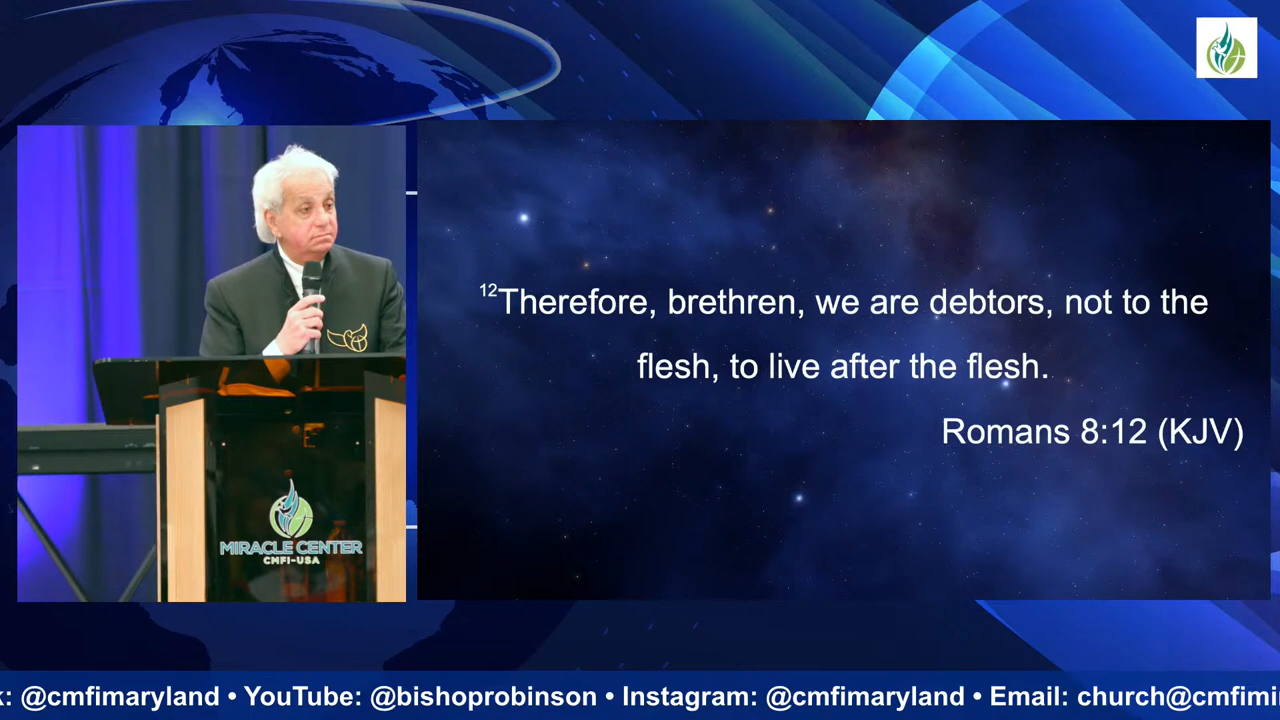 ¹²Therefore, brethren, we are debtors, not to the
flesh, to live after the flesh.
Romans 8:12 (KJV)
MIRACLE CENTER
CMFI-USA
: @cmfimaryland • YouTube: @bishoprobinson • Instagram: @cmfimaryland • Email: church@cmfimi